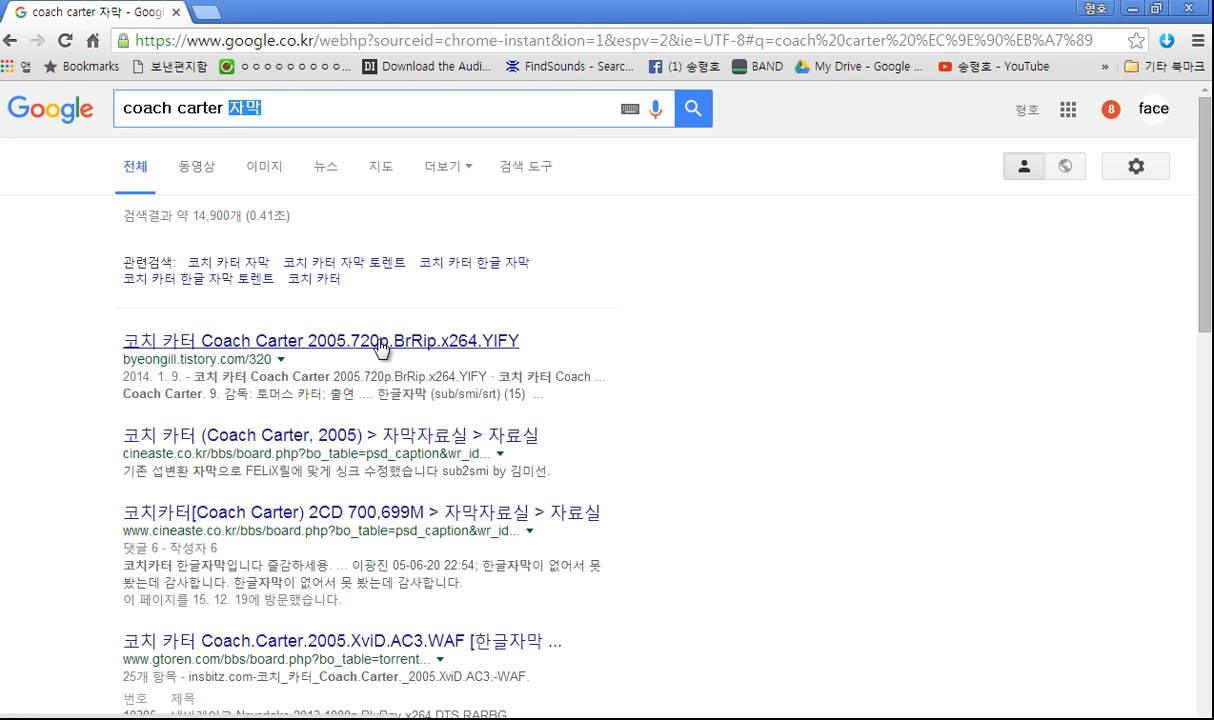 coach carter 자막 - Googl
형호
https://www.google.co.kr/webhp?sourceid=chrome-instant&ion=1&espv=2&ie=UTF-8#q=coach%20carter%20%EC%9E%90%EB%A7%89
앱 Bookmarks 보낸편지함 ㅇㅇㅇㅇㅇㅇㅇㅇㅇ... DI Download the Audi... FindSounds - Searc... (1) 송형호 BAND My Drive - Google ... 송형호 - YouTube » 기타 북마크
Google coach carter 자막 형호 8 face
전체 동영상 이미지 뉴스 지도 더보기 검색 도구
검색결과 약 14,900개 (0.41초)
관련검색: 코치 카터 자막 코치 카터 자막 토렌트 코치 카터 한글 자막
코치 카터 한글 자막 토렌트 코치 카터
코치 카터 Coach Carter 2005.720p.BrRip.x264.YIFY
byeongill.tistory.com/320
2014. 1. 9. - 코치 카터 Coach Carter 2005.720p.BrRip.x264.YIFY · 코치 카터 Coach ...
Coach Carter. 9. 감독: 토머스 카터; 출연 .... 한글자막 (sub/smi/srt) (15) ...
코치 카터 (Coach Carter, 2005) > 자막자료실 > 자료실
cineaste.co.kr/bbs/board.php?bo_table=psd_caption&wr_id...
기존 섭변환 자막으로 FELiX릴에 맞게 싱크 수정했습니다 sub2smi by 김미선.
코치카터[Coach Carter) 2CD 700,699M > 자막자료실 > 자료실
www.cineaste.co.kr/bbs/board.php?bo_table=psd_caption&wr_id...
댓글 6 - 작성자 6
코치카터 한글자막입니다 즐감하세용. ... 이광진 05-06-20 22:54; 한글자막이 없어서 못
봤는데 감사합니다. 한글자막이 없어서 못 봤는데 감사합니다.
이 페이지를 15. 12. 19에 방문했습니다.
코치 카터 Coach.Carter.2005.XviD.AC3.WAF [한글자막 ...
www.gtoren.com/bbs/board.php?bo_table=torrent...
25개 항목 - insbitz.com-코치_카터_Coach.Carter._2005.XviD.AC3.-WAF.
번호 제목